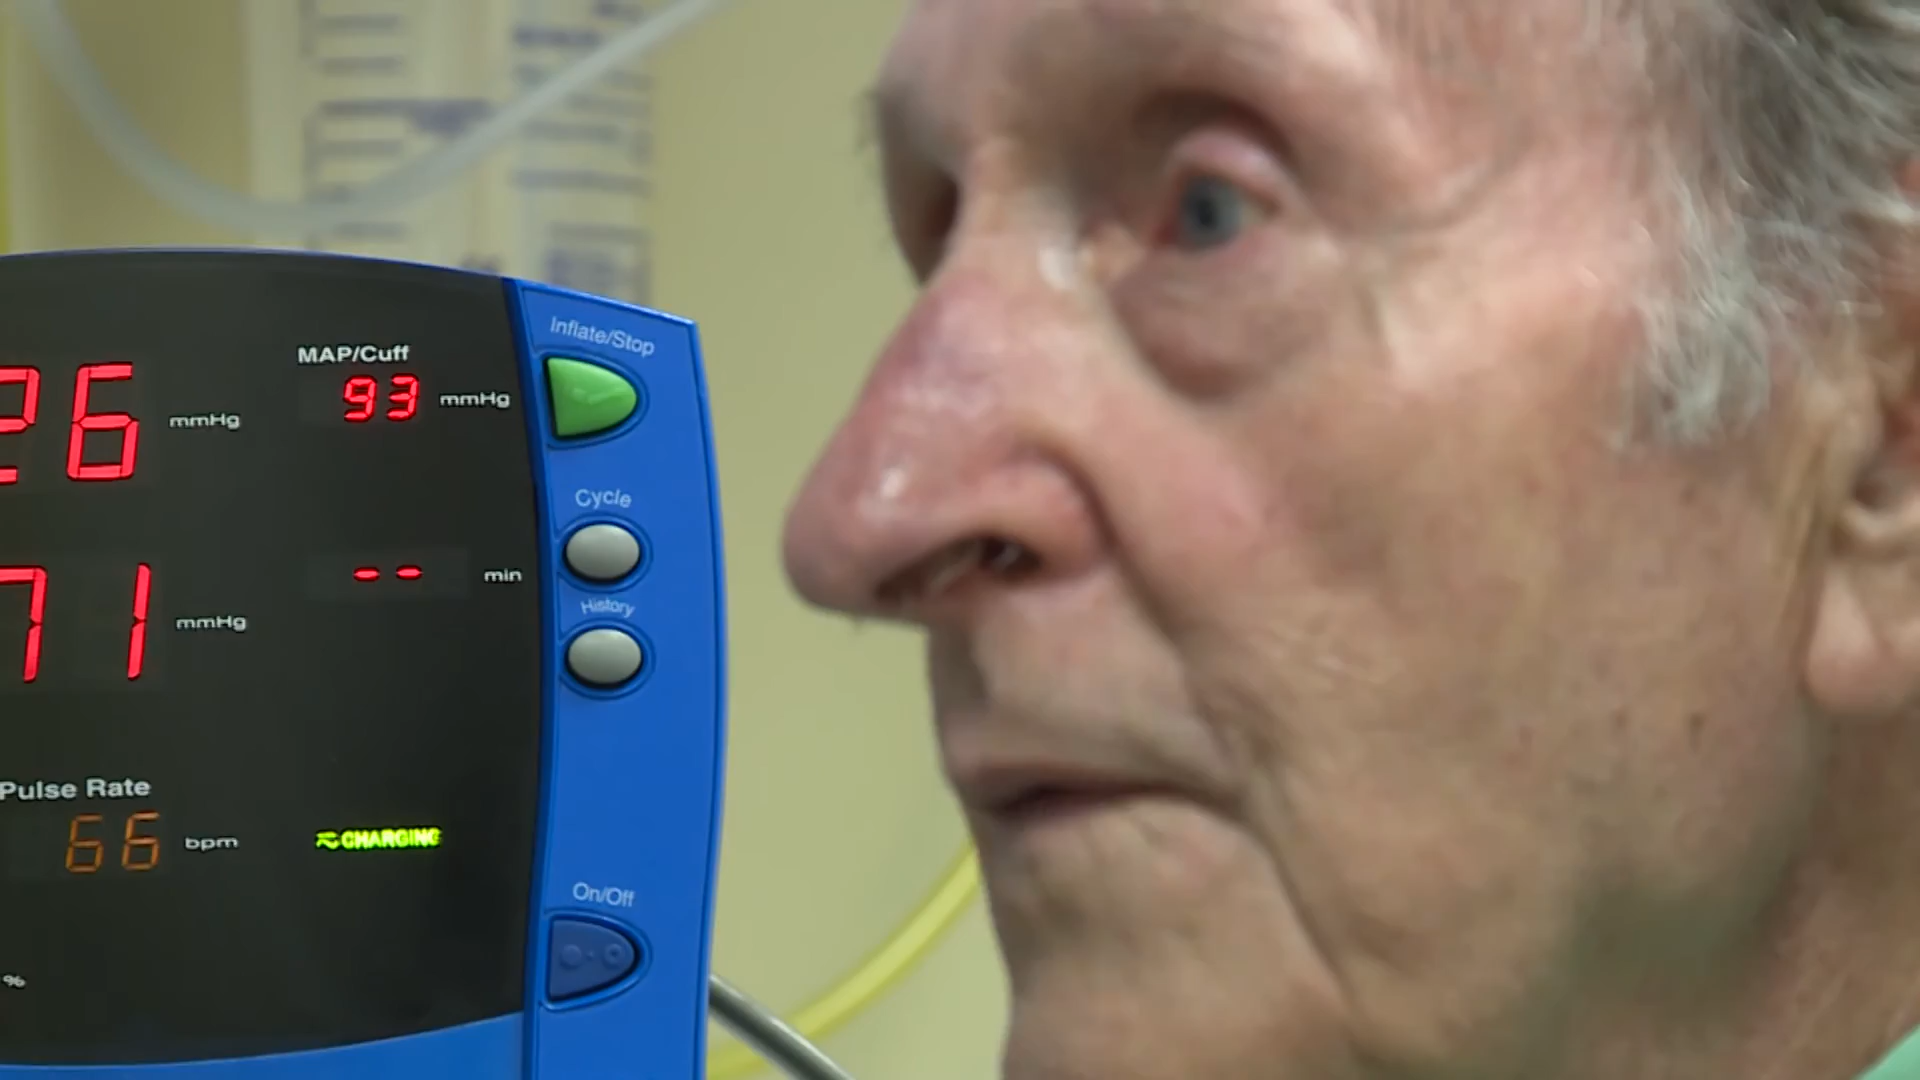 Inflate/Stop
MAP/Cuff
26 mmHg 93 mmHg
Cycle
-- min
History
71 mmHg
Pulse Rate
66 bpm CHARGING
On/Off
%